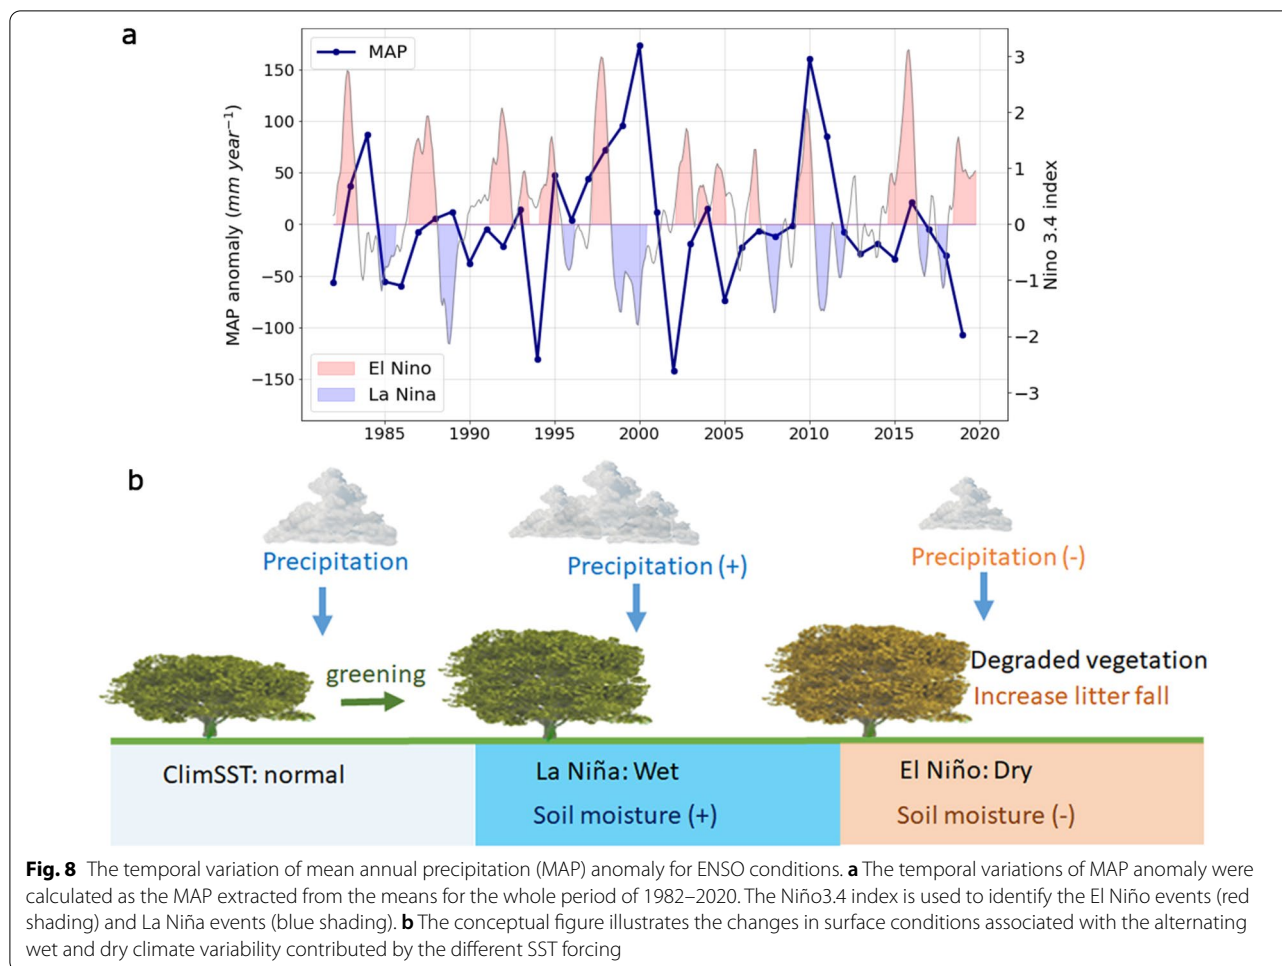 a
MAP
MAP anomaly (mm year⁻¹)
150
100
50
0
−50
−100
−150
3
2
1
0
−1
−2
−3
Nino 3.4 index
El Nino
La Nina
1985 1990 1995 2000 2005 2010 2015 2020
b
Precipitation Precipitation (+) Precipitation (-)
greening
Degraded vegetation
Increase litter fall
ClimSST: normal La Niña: Wet El Niño: Dry
Soil moisture (+) Soil moisture (-)
Fig. 8 The temporal variation of mean annual precipitation (MAP) anomaly for ENSO conditions. a The temporal variations of MAP anomaly were
calculated as the MAP extracted from the means for the whole period of 1982–2020. The Niño3.4 index is used to identify the El Niño events (red
shading) and La Niña events (blue shading). b The conceptual figure illustrates the changes in surface conditions associated with the alternating
wet and dry climate variability contributed by the different SST forcing